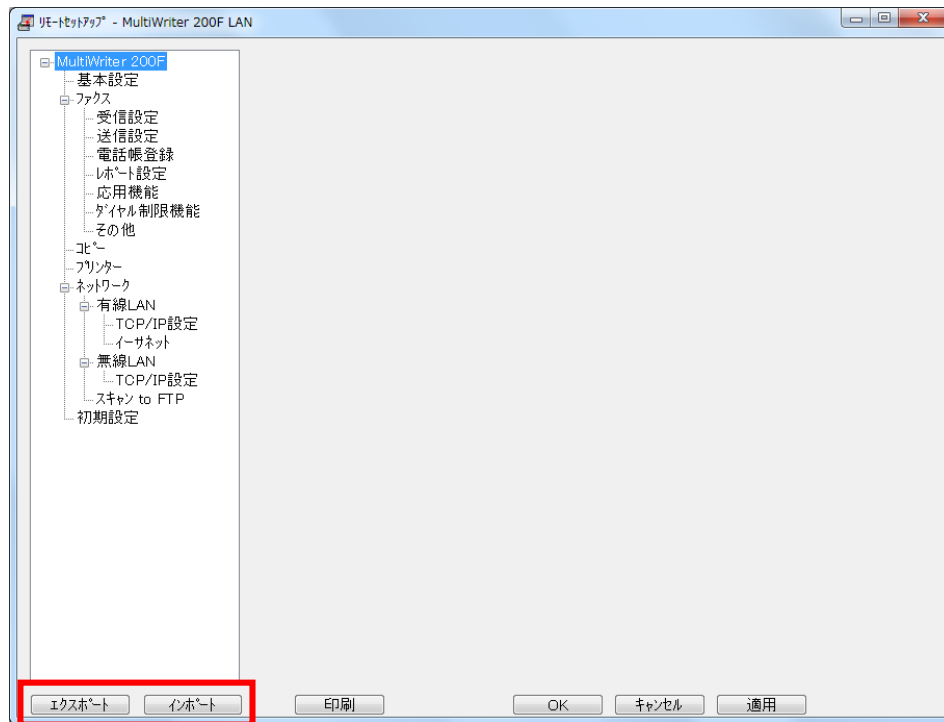 ﾘﾓｰﾄｾｯﾄｱｯﾌﾟ - MultiWriter 200F LAN
MultiWriter 200F
基本設定
ﾌｧｸｽ
受信設定
送信設定
電話帳登録
ﾚﾎﾟｰﾄ設定
応用機能
ﾀﾞｲﾔﾙ制限機能
その他
ｺﾋﾟｰ
ﾌﾟﾘﾝﾀｰ
ﾈｯﾄﾜｰｸ
有線LAN
TCP/IP設定
ｲｰｻﾈｯﾄ
無線LAN
TCP/IP設定
ｽｷｬﾝ to FTP
初期設定
ｴｸｽﾎﾟｰﾄ ｲﾝﾎﾟｰﾄ 印刷 OK ｷｬﾝｾﾙ 適用